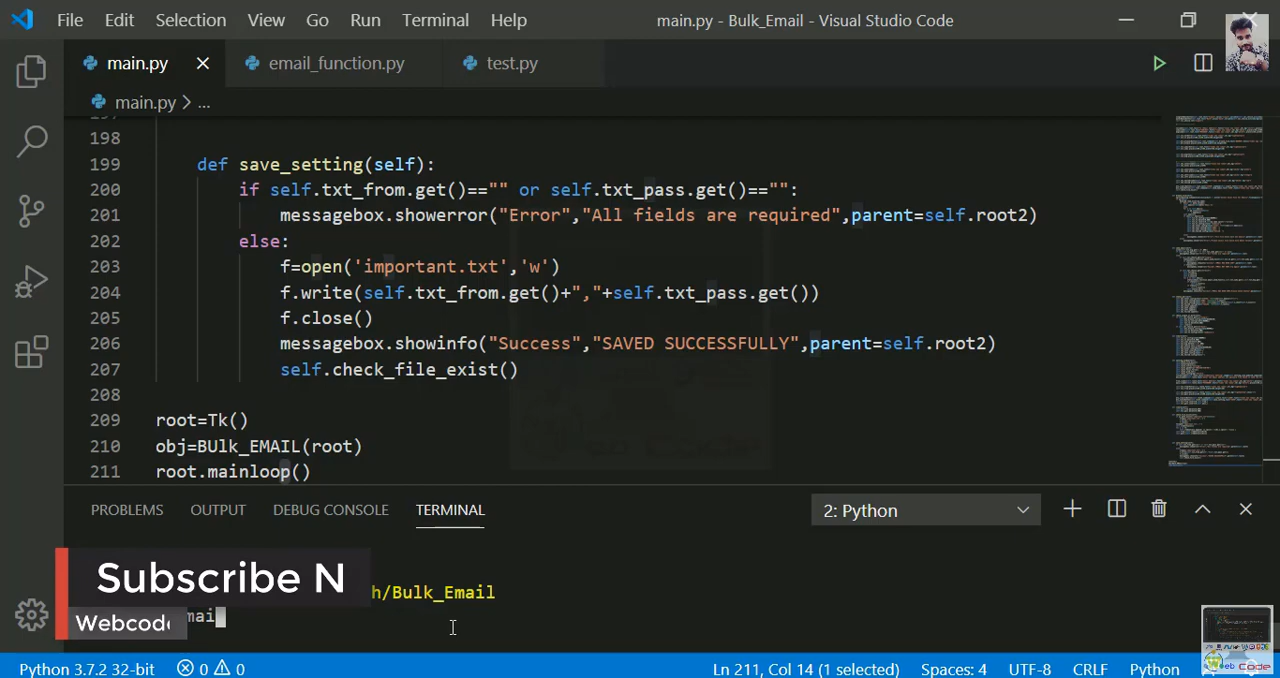 File Edit Selection View Go Run Terminal Help main.py - Bulk_Email - Visual Studio Code
main.py email_function.py test.py
main.py > ...
198
199 def save_setting(self):
200 if self.txt_from.get()=="" or self.txt_pass.get()=="":
201 messagebox.showerror("Error","All fields are required",parent=self.root2)
202 else:
203 f=open('important.txt','w')
204 f.write(self.txt_from.get()+","+self.txt_pass.get())
205 f.close()
206 messagebox.showinfo("Success","SAVED SUCCESSFULLY",parent=self.root2)
207 self.check_file_exist()
208
209 root=Tk()
210 obj=BUlk_EMAIL(root)
211 root.mainloop()
PROBLEMS OUTPUT DEBUG CONSOLE TERMINAL 2: Python
Subscribe N
h/Bulk_Email
Webcode
mai
Python 3.7.2 32-bit 0 0 Ln 211, Col 14 (1 selected) Spaces: 4 UTF-8 CRLF Python
Web Code